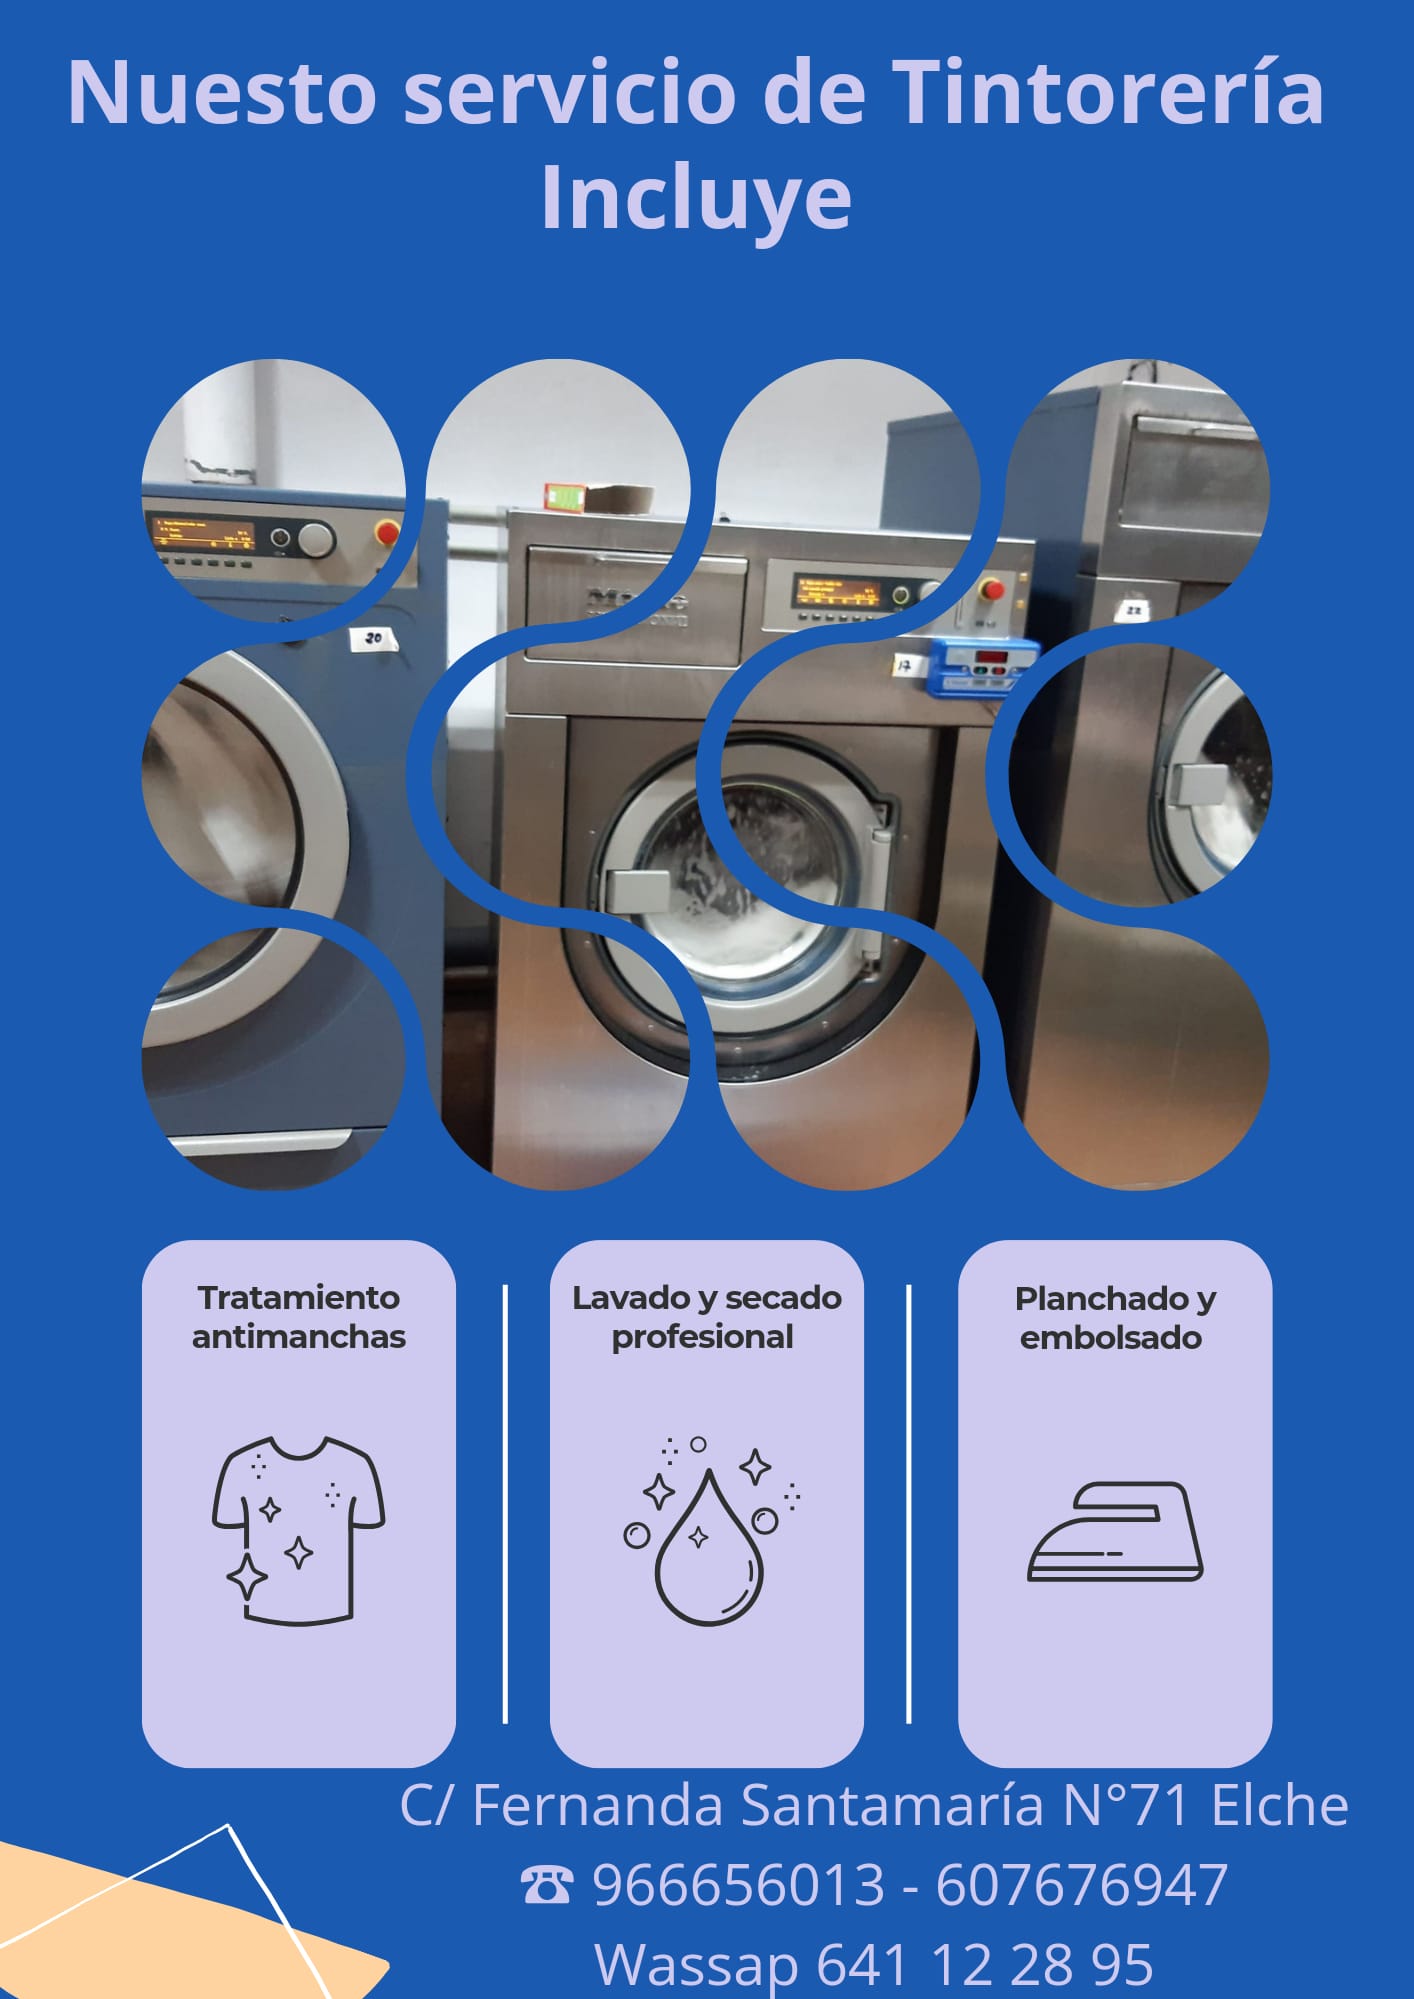 Nuesto servicio de Tintorería
Incluye
20
17
22
Tratamiento
antimanchas
Lavado y secado
profesional
Planchado y
embolsado
C/ Fernanda Santamaría N°71 Elche
☎ 966656013 - 607676947
Wassap 641 12 28 95